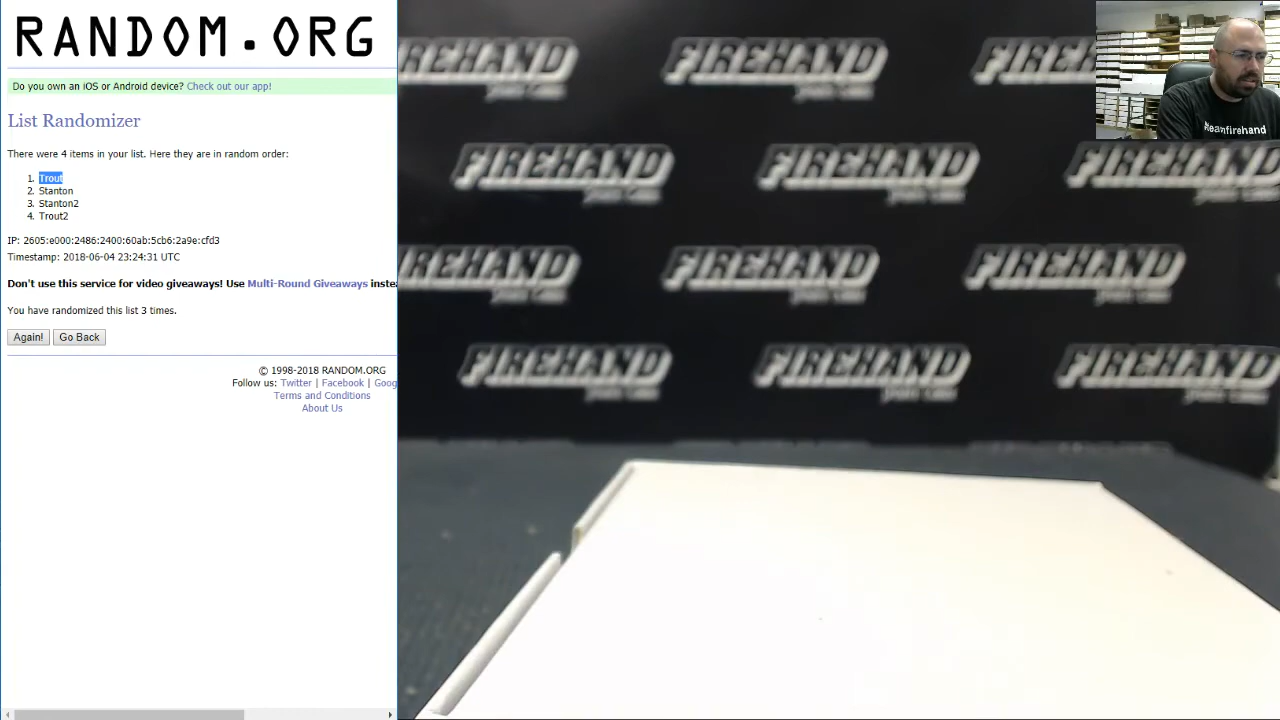 RANDOM.ORG
Do you own an iOS or Android device? Check out our app!
List Randomizer
There were 4 items in your list. Here they are in random order:
1. Trout
2. Stanton
3. Stanton2
4. Trout2
IP: 2605:e000:2486:2400:60ab:5cb6:2a9e:cfd3
Timestamp: 2018-06-04 23:24:31 UTC
Don't use this service for video giveaways! Use Multi-Round Giveaways inste
You have randomized this list 3 times.
Again! Go Back
© 1998-2018 RANDOM.ORG
Follow us: Twitter | Facebook | Goog
Terms and Conditions
About Us
FIREHAND FIREHAND
FIREHAND FIREHAND FIREHAND
FIREHAND FIREHAND FIREHAND
FIREHAND FIREHAND FIREHAND